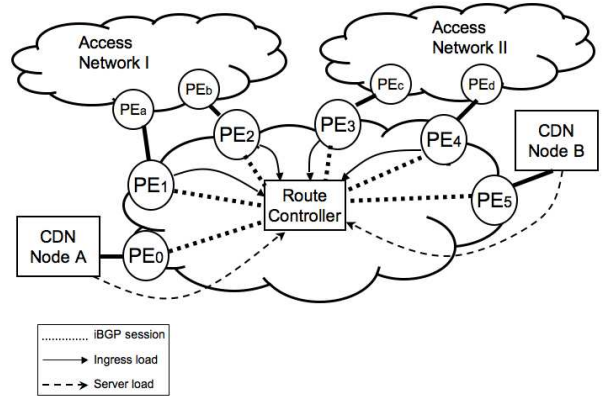 Access
Network I
Access
Network II
PEa
PEb
PEc
PEd
PE1
PE2
PE3
PE4
CDN
Node B
Route
Controller
PE5
CDN
Node A
PE0
iBGP session
Ingress load
Server load